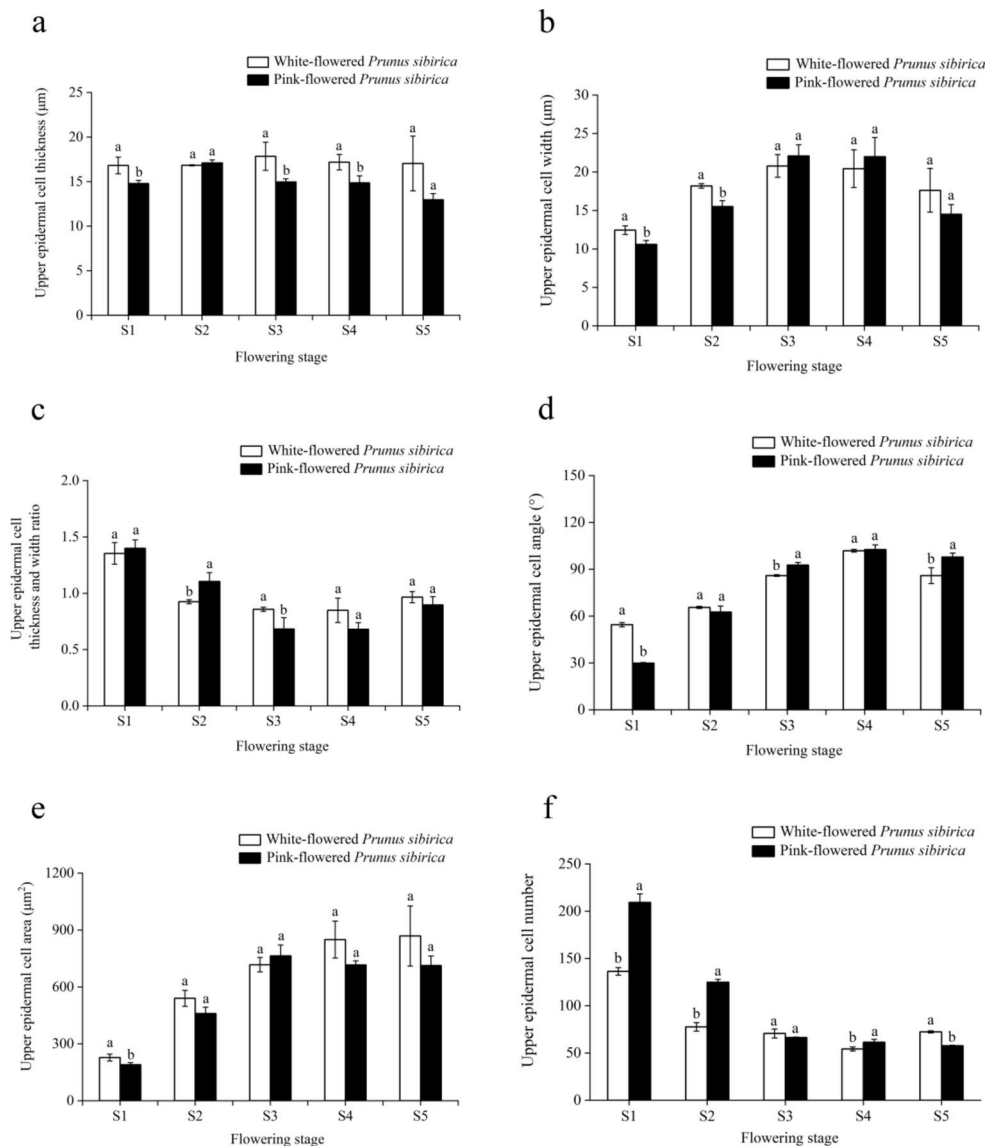 a
White-flowered Prunus sibirica
Pink-flowered Prunus sibirica
Upper epidermal cell thickness (μm)
25
20
15
10
5
0
a b a a a b a b a a
S1 S2 S3 S4 S5
Flowering stage
b
White-flowered Prunus sibirica
Pink-flowered Prunus sibirica
Upper epidermal cell width (μm)
30
25
20
15
10
5
0
a b a b a a a a a a
S1 S2 S3 S4 S5
Flowering stage
c
White-flowered Prunus sibirica
Pink-flowered Prunus sibirica
Upper epidermal cell
thickness and width ratio
2.0
1.5
1.0
0.5
0.0
a a b a a b a a a a
S1 S2 S3 S4 S5
Flowering stage
d
White-flowered Prunus sibirica
Pink-flowered Prunus sibirica
Upper epidermal cell angle (°)
150
120
90
60
30
0
a b a a b a a a b a
S1 S2 S3 S4 S5
Flowering stage
e
White-flowered Prunus sibirica
Pink-flowered Prunus sibirica
Upper epidermal cell area (μm²)
1200
900
600
300
0
a b a a a a a a a a
S1 S2 S3 S4 S5
Flowering stage
f
White-flowered Prunus sibirica
Pink-flowered Prunus sibirica
Upper epidermal cell number
250
200
150
100
50
0
b a b a a a b a a b
S1 S2 S3 S4 S5
Flowering stage